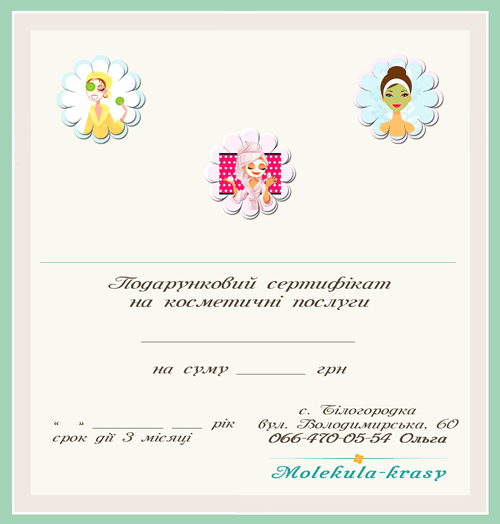 Подарунковий сертифікат
на косметичні послуги
____________________
на суму ________ грн
« » ________ ____ рік
срок дії 3 місяці
с. Білогородка
вул. Володимирська, 60
066-470-05-54 Ольга
Molekula-krasy